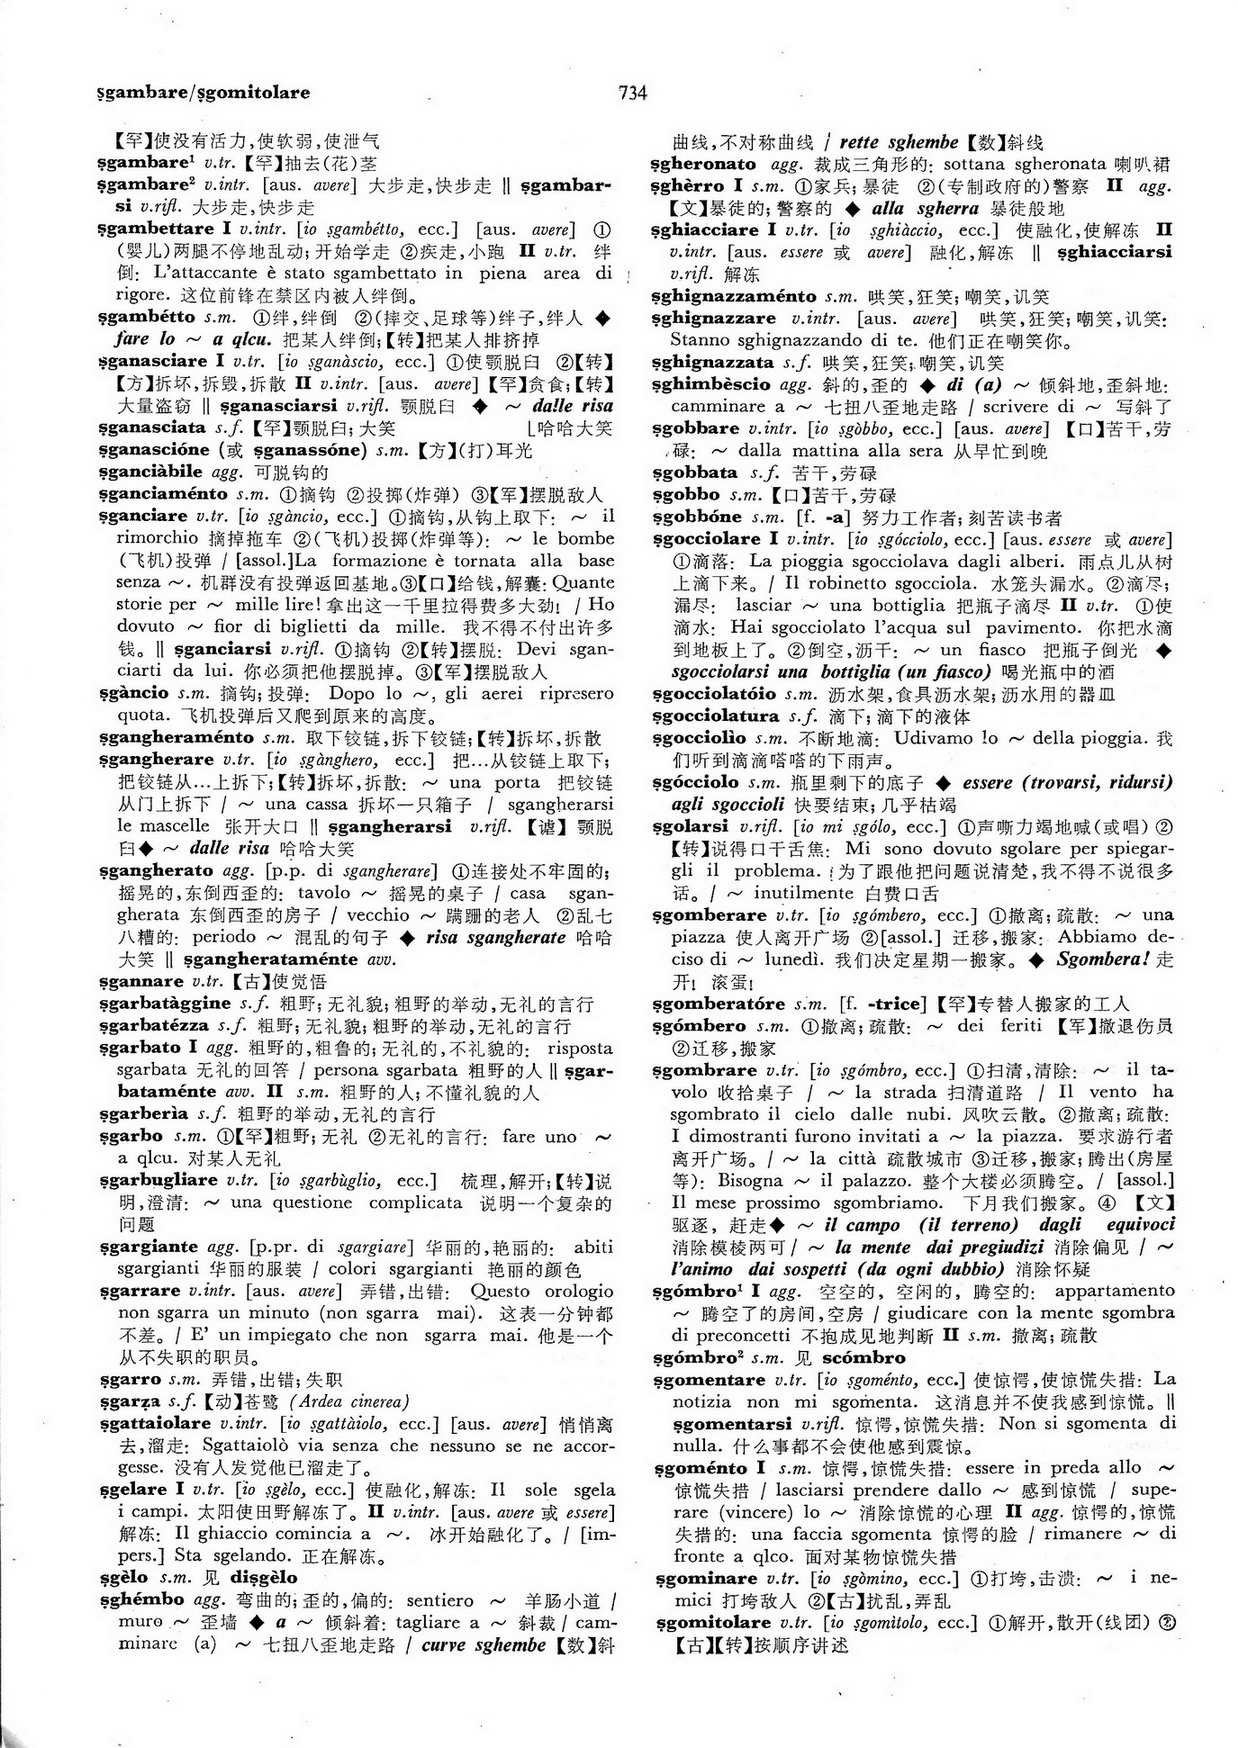 ṣgambare/ṣgomitolare
734
【罕】使没有活力,使软弱,使泄气
ṣgambare¹ v.tr.【罕】抽去(花)茎
ṣgambare² v.intr. [aus. avere] 大步走,快步走 ‖ ṣgambar-
si v.rifl. 大步走,快步走
ṣgambettare I v.intr. [io ṣgambétto, ecc.] [aus. avere] ①
(婴儿)两腿不停地乱动;开始学走 ②疾走,小跑 II v.tr. 绊
倒: L'attaccante è stato sgambettato in piena area di
rigore. 这位前锋在禁区内被人绊倒。
ṣgambétto s.m. ①绊,绊倒 ②(摔交、足球等)绊子,绊人 ◆
fare lo ～ a qlcu. 把某人绊倒;【转】把某人排挤掉
ṣganasciare I v.tr. [io ṣganàscio, ecc.] ①使颚脱臼 ②【转】
【方】拆坏,拆毁,拆散 II v.intr. [aus. avere]【罕】贪食;【转】
大量盗窃 ‖ ṣganasciarsi v.rifl. 颚脱臼 ◆ ～ dalle risa
ṣganasciata s.f.【罕】颚脱臼; 大笑 ⌊哈哈大笑
ṣganascióne (或 ṣganassóne) s.m.【方】(打)耳光
ṣganciàbile agg. 可脱钩的
ṣganciaménto s.m. ①摘钩 ②投掷(炸弹) ③【军】摆脱敌人
ṣganciare v.tr. [io ṣgàncio, ecc.] ①摘钩,从钩上取下: ～ il
rimorchio 摘掉拖车 ②(飞机)投掷(炸弹等): ～ le bombe
(飞机)投弹 / [assol.]La formazione è tornata alla base
senza ～. 机群没有投弹返回基地。③【口】给钱,解囊: Quante
storie per ～ mille lire! 拿出这一千里拉得费多大劲! / Ho
dovuto ～ fior di biglietti da mille. 我不得不付出许多
钱。‖ ṣganciarsi v.rifl. ①摘钩 ②【转】摆脱: Devi sgan-
ciarti da lui. 你必须把他摆脱掉。③【军】摆脱敌人
ṣgàncio s.m. 摘钩; 投弹: Dopo lo ～, gli aerei ripresero
quota. 飞机投弹后又爬到原来的高度。
ṣgangheraménto s.m. 取下铰链,拆下铰链;【转】拆坏,拆散
ṣgangherare v.tr. [io ṣgànghero, ecc.] 把…从铰链上取下;
把铰链从…上拆下;【转】拆坏,拆散: ～ una porta 把铰链
从门上拆下 / ～ una cassa 拆坏一只箱子 / sgangherarsi
le mascelle 张开大口 ‖ ṣgangherarsi v.rifl. 【谑】颚脱
臼◆ ～ dalle risa 哈哈大笑
ṣgangherato agg. [p.p. di sgangherare] ①连接处不牢固的;
摇晃的,东倒西歪的: tavolo ～ 摇晃的桌子 / casa sgan-
gherata 东倒西歪的房子 / vecchio ～ 蹒跚的老人 ②乱七
八糟的: periodo ～ 混乱的句子 ◆ risa sgangherate 哈哈
大笑 ‖ ṣgangherataménte avv.
ṣgannare v.tr.【古】使觉悟
ṣgarbatàggine s.f. 粗野; 无礼貌; 粗野的举动,无礼的言行
ṣgarbatézza s.f. 粗野; 无礼貌; 粗野的举动,无礼的言行
ṣgarbato I agg. 粗野的,粗鲁的; 无礼的,不礼貌的: risposta
sgarbata 无礼的回答 / persona sgarbata 粗野的人 ‖ ṣgar-
bataménte avv. II s.m. 粗野的人; 不懂礼貌的人
ṣgarberìa s.f. 粗野的举动,无礼的言行
ṣgarbo s.m. ①【罕】粗野; 无礼 ②无礼的言行: fare uno ～
a qlcu. 对某人无礼
ṣgarbugliare v.tr. [io ṣgarbùglio, ecc.] 梳理,解开;【转】说
明,澄清: ～ una questione complicata 说明一个复杂的
问题
ṣgargiante agg. [p.pr. di sgargiare] 华丽的,艳丽的: abiti
sgargianti 华丽的服装 / colori sgargianti 艳丽的颜色
ṣgarrare v.intr. [aus. avere] 弄错,出错: Questo orologio
non sgarra un minuto (non sgarra mai). 这表一分钟都
不差。/ E' un impiegato che non sgarra mai. 他是一个
从不失职的职员。
ṣgarro s.m. 弄错,出错; 失职
ṣgarẓa s.f.【动】苍鹭 (Ardea cinerea)
ṣgattaiolare v.intr. [io ṣgattàiolo, ecc.] [aus. avere] 悄悄离
去,溜走: Sgattaiolò via senza che nessuno se ne accor-
gesse. 没有人发觉他已溜走了。
ṣgelare I v.tr. [io ṣgèlo, ecc.] 使融化,解冻: Il sole sgela
i campi. 太阳使田野解冻了。II v.intr. [aus. avere 或 essere]
解冻: Il ghiaccio comincia a ～. 冰开始融化了。/ [im-
pers.] Sta sgelando. 正在解冻。
ṣgèlo s.m. 见 diṣgèlo
ṣghémbo agg. 弯曲的; 歪的,偏的: sentiero ～ 羊肠小道 /
muro ～ 歪墙 ◆ a ～ 倾斜着: tagliare a ～ 斜裁 / cam-
minare (a) ～ 七扭八歪地走路 / curve sghembe【数】斜
曲线,不对称曲线 / rette sghembe【数】斜线
ṣgheronato agg. 裁成三角形的: sottana sgheronata 喇叭裙
ṣghèrro I s.m. ①家兵; 暴徒 ②(专制政府的)警察 II agg.
【文】暴徒的; 警察的 ◆ alla sgherra 暴徒般地
ṣghiacciare I v.tr. [io ṣghiàccio, ecc.] 使融化,使解冻 II
v.intr. [aus. essere 或 avere] 融化,解冻 ‖ ṣghiacciarsi
v.rifl. 解冻
ṣghignazzaménto s.m. 哄笑,狂笑; 嘲笑,讥笑
ṣghignazzare v.intr. [aus. avere] 哄笑,狂笑; 嘲笑,讥笑:
Stanno sghignazzando di te. 他们正在嘲笑你。
ṣghignazzata s.f. 哄笑,狂笑; 嘲笑,讥笑
ṣghimbèscio agg. 斜的,歪的 ◆ di (a) ～ 倾斜地,歪斜地:
camminare a ～ 七扭八歪地走路 / scrivere di ～ 写斜了
ṣgobbare v.intr. [io ṣgòbbo, ecc.] [aus. avere] 【口】苦干,劳
碌: ～ dalla mattina alla sera 从早忙到晚
ṣgobbata s.f. 苦干,劳碌
ṣgobbo s.m.【口】苦干,劳碌
ṣgobbóne s.m. [f. -a] 努力工作者; 刻苦读书者
ṣgocciolare I v.intr. [io ṣgócciolo, ecc.] [aus. essere 或 avere]
①滴落: La pioggia sgocciolava dagli alberi. 雨点儿从树
上滴下来。/ Il robinetto sgocciola. 水笼头漏水。②滴尽;
漏尽: lasciar ～ una bottiglia 把瓶子滴尽 II v.tr. ①使
滴水: Hai sgocciolato l'acqua sul pavimento. 你把水滴
到地板上了。②倒空,沥干: ～ un fiasco 把瓶子倒光 ◆
sgocciolarsi una bottiglia (un fiasco) 喝光瓶中的酒
ṣgocciolatóio s.m. 沥水架,食具沥水架; 沥水用的器皿
ṣgocciolatura s.f. 滴下; 滴下的液体
ṣgocciolìo s.m. 不断地滴: Udivamo lo ～ della pioggia. 我
们听到滴滴嗒嗒的下雨声。
ṣgócciolo s.m. 瓶里剩下的底子 ◆ essere (trovarsi, ridursi)
agli sgoccioli 快要结束; 几乎枯竭
ṣgolarsi v.rifl. [io mi ṣgólo, ecc.] ①声嘶力竭地喊(或唱) ②
【转】说得口干舌焦: Mi sono dovuto sgolare per spiegar-
gli il problema. 为了跟他把问题说清楚,我不得不说很多
话。/ ～ inutilmente 白费口舌
ṣgomberare v.tr. [io ṣgómbero, ecc.] ①撤离; 疏散: ～ una
piazza 使人离开广场 ②[assol.] 迁移,搬家: Abbiamo de-
ciso di ～ lunedì. 我们决定星期一搬家。◆ Sgombera! 走
开! 滚蛋!
ṣgomberatóre s.m. [f. -trice]【罕】专替人搬家的工人
ṣgómbero s.m. ①撤离; 疏散: ～ dei feriti 【军】撤退伤员
②迁移,搬家
ṣgombrare v.tr. [io ṣgómbro, ecc.] ①扫清,清除: ～ il ta-
volo 收拾桌子 / ～ la strada 扫清道路 / Il vento ha
sgombrato il cielo dalle nubi. 风吹云散。②撤离; 疏散:
I dimostranti furono invitati a ～ la piazza. 要求游行者
离开广场。/ ～ la città 疏散城市 ③迁移,搬家; 腾出(房屋
等): Bisogna ～ il palazzo. 整个大楼必须腾空。/ [assol.]
Il mese prossimo sgombriamo. 下月我们搬家。④ 【文】
驱逐, 赶走◆ ～ il campo (il terreno) dagli equivoci
消除模棱两可 / ～ la mente dai pregiudizi 消除偏见 / ～
l'animo dai sospetti (da ogni dubbio) 消除怀疑
ṣgómbro¹ I agg. 空空的, 空闲的, 腾空的: appartamento
～ 腾空了的房间,空房 / giudicare con la mente sgombra
di preconcetti 不抱成见地判断 II s.m. 撤离; 疏散
ṣgómbro² s.m. 见 scómbro
ṣgomentare v.tr. [io ṣgoménto, ecc.] 使惊愕,使惊慌失措: La
notizia non mi sgomenta. 这消息并不使我感到惊慌。‖
ṣgomentarsi v.rifl. 惊愕,惊慌失措: Non si sgomenta di
nulla. 什么事都不会使他感到震惊。
ṣgoménto I s.m. 惊愕,惊慌失措: essere in preda allo ～
惊慌失措 / lasciarsi prendere dallo ～ 感到惊慌 / supe-
rare (vincere) lo ～ 消除惊慌的心理 II agg. 惊愕的,惊慌
失措的: una faccia sgomenta 惊愕的脸 / rimanere ～ di
fronte a qlco. 面对某物惊慌失措
ṣgominare v.tr. [io ṣgòmino, ecc.] ①打垮,击溃: ～ i ne-
mici 打垮敌人 ②【古】扰乱,弄乱
ṣgomitolare v.tr. [io ṣgomìtolo, ecc.] ①解开,散开(线团) ②
【古】【转】按顺序讲述